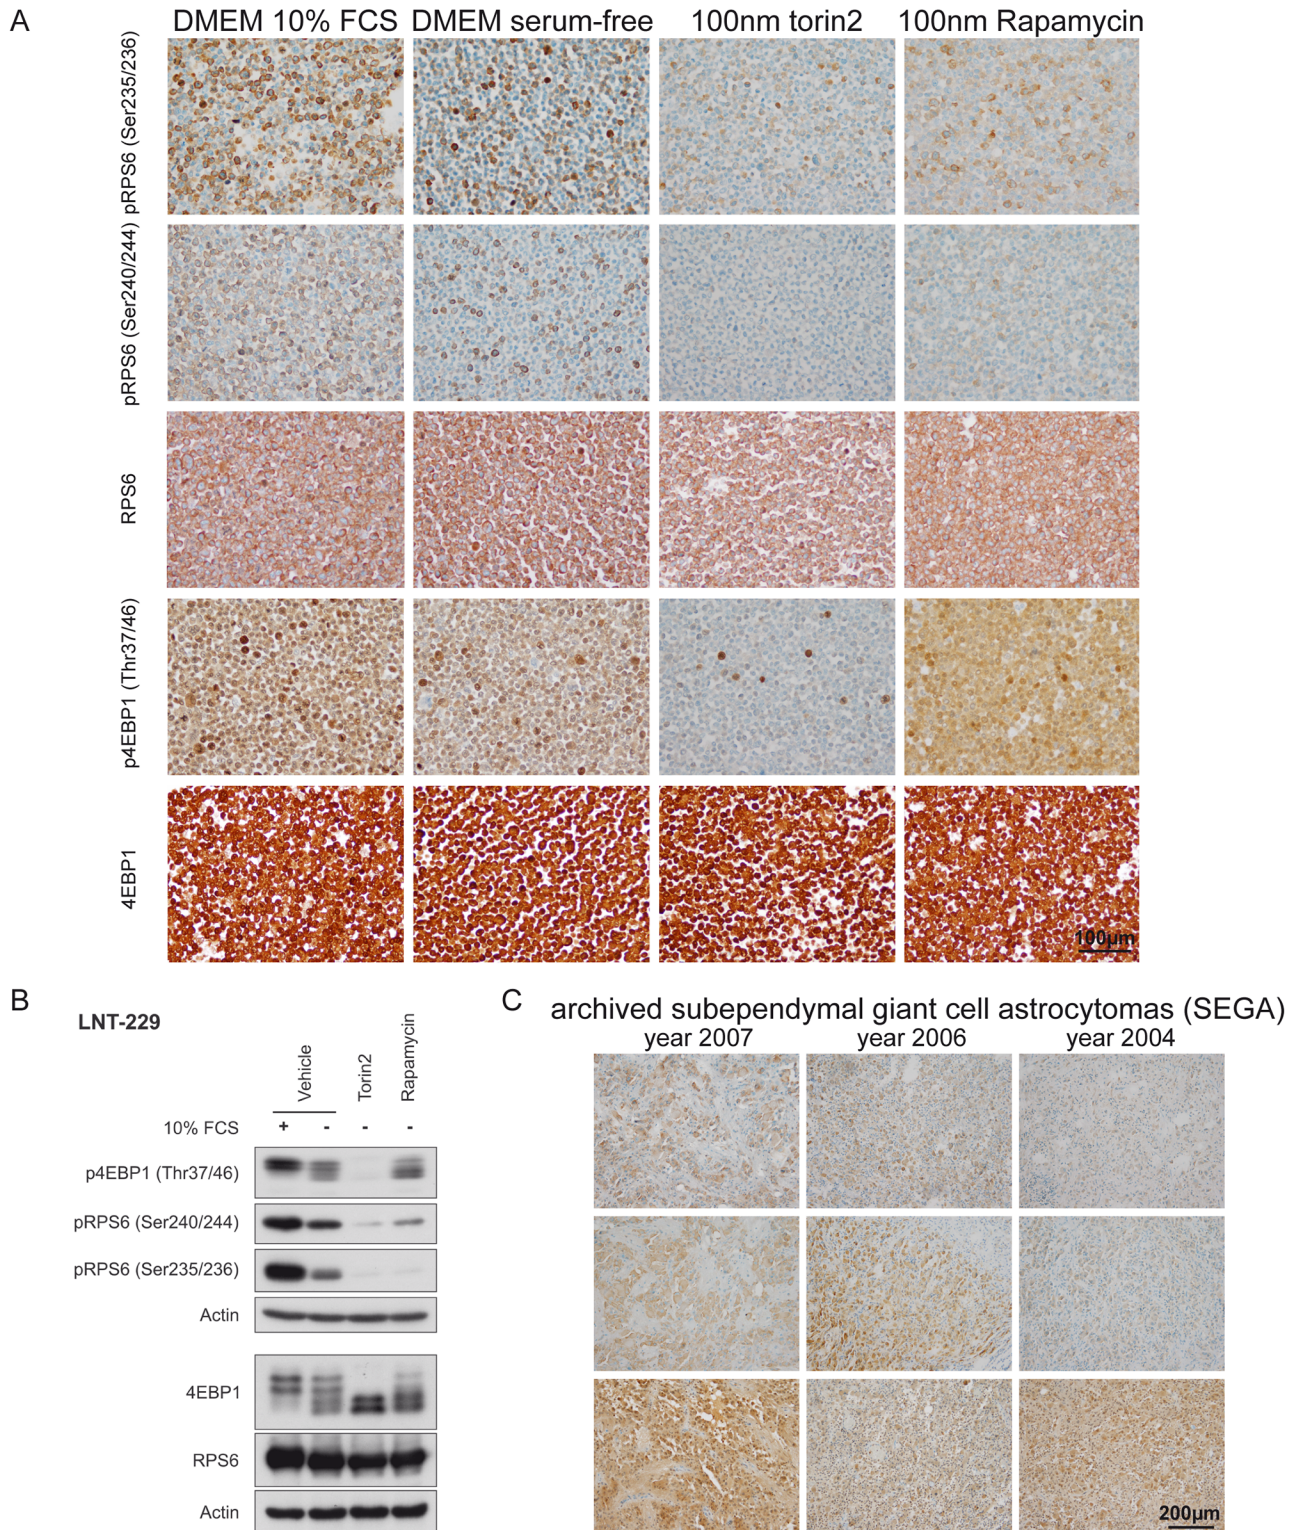 A
DMEM 10% FCS
DMEM serum-free
100nm torin2
100nm Rapamycin
pRPS6 (Ser235/236)
pRPS6 (Ser240/244)
RPS6
p4EBP1 (Thr37/46)
4EBP1
100µm
B
LNT-229
Vehicle
Torin2
Rapamycin
10% FCS + - - -
p4EBP1 (Thr37/46)
pRPS6 (Ser240/244)
pRPS6 (Ser235/236)
Actin
4EBP1
RPS6
Actin
C
archived subependymal giant cell astrocytomas (SEGA)
year 2007
year 2006
year 2004
200µm